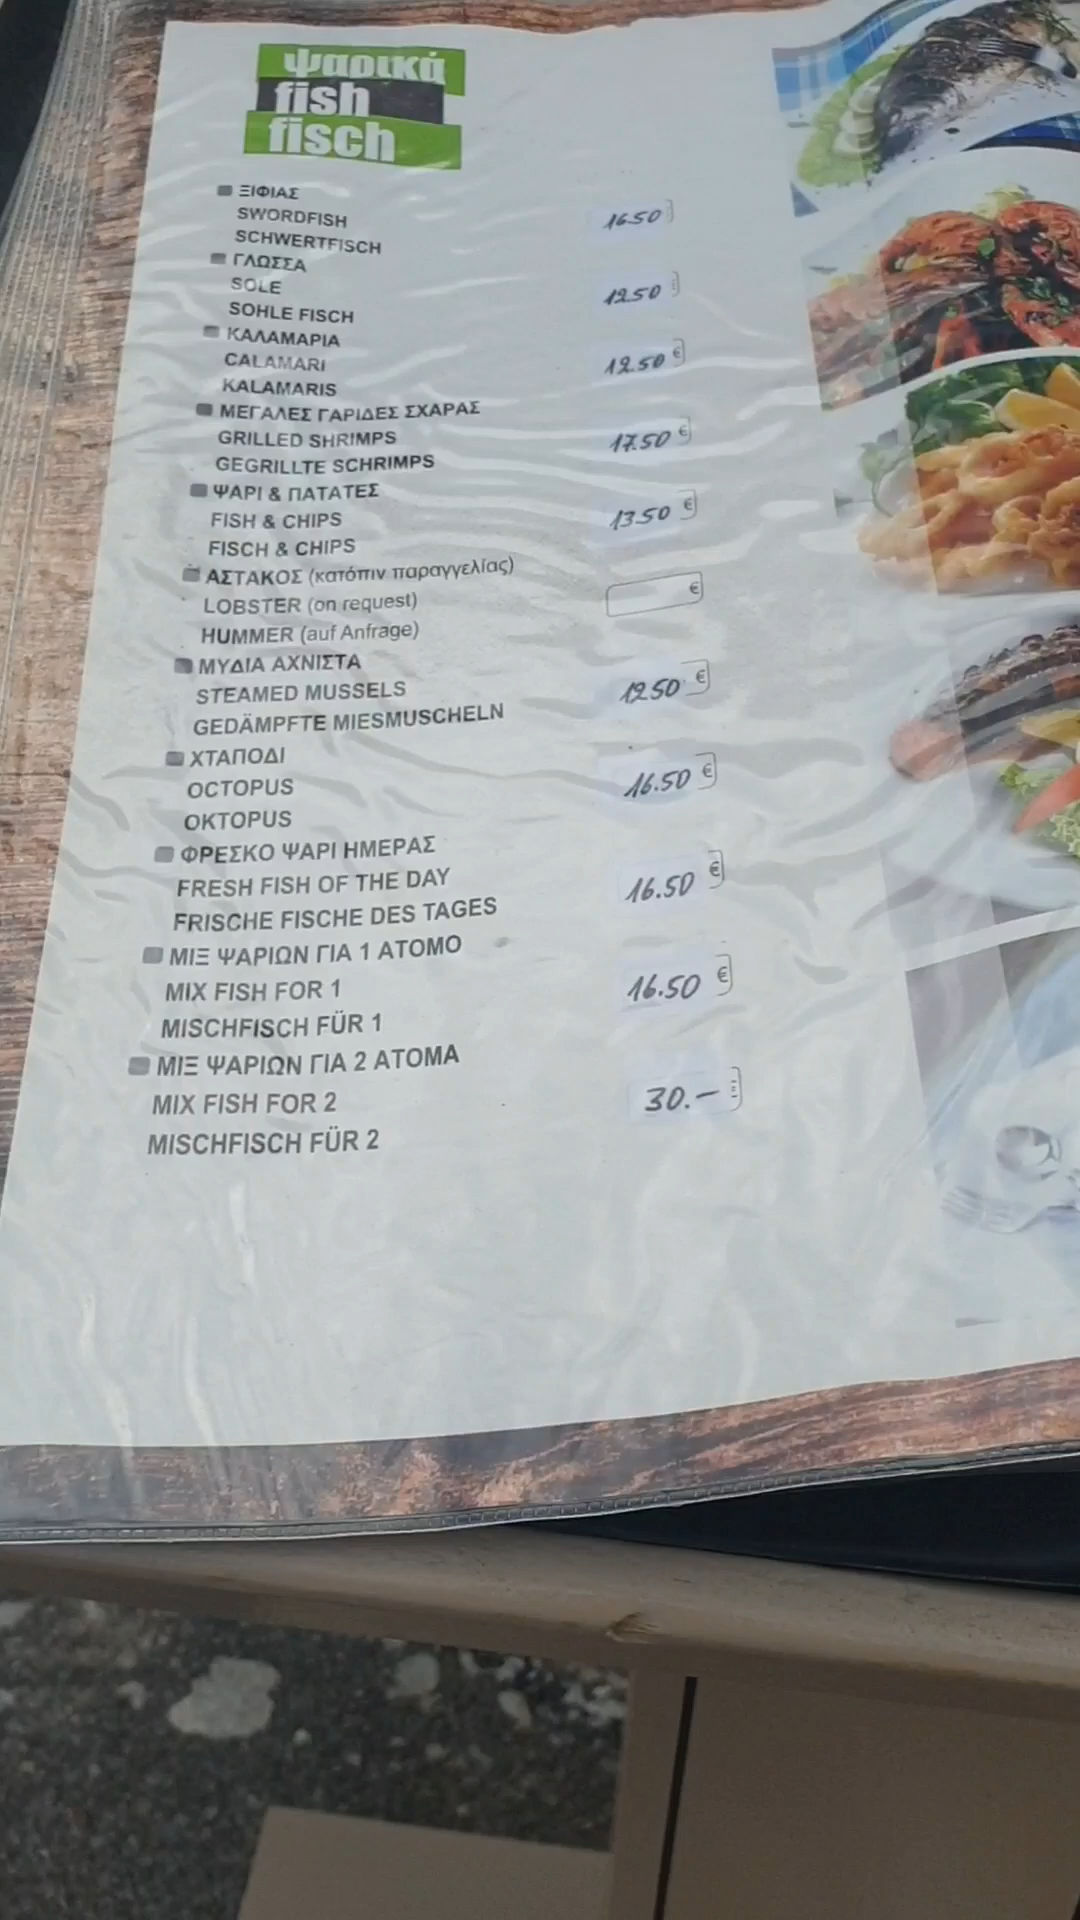 ψαρικά
fish
fisch
ΞΙΦΙΑΣ
SWORDFISH 16.50
SCHWERTFISCH
ΓΛΩΣΣΑ
SOLE 12.50
SOHLE FISCH
ΚΑΛΑΜΑΡΙΑ
CALAMARI 12.50 €
KALAMARIS
ΜΕΓΑΛΕΣ ΓΑΡΙΔΕΣ ΣΧΑΡΑΣ
GRILLED SHRIMPS 17.50 €
GEGRILLTE SCHRIMPS
ΨΑΡΙ & ΠΑΤΑΤΕΣ
FISH & CHIPS 13.50 €
FISCH & CHIPS
ΑΣΤΑΚΟΣ (κατόπιν παραγγελίας)
LOBSTER (on request) €
HUMMER (auf Anfrage)
ΜΥΔΙΑ ΑΧΝΙΣΤΑ
STEAMED MUSSELS 12.50 €
GEDÄMPFTE MIESMUSCHELN
ΧΤΑΠΟΔΙ
OCTOPUS 16.50 €
OKTOPUS
ΦΡΕΣΚΟ ΨΑΡΙ ΗΜΕΡΑΣ
FRESH FISH OF THE DAY 16.50 €
FRISCHE FISCHE DES TAGES
ΜΙΞ ΨΑΡΙΩΝ ΓΙΑ 1 ΑΤΟΜΟ
MIX FISH FOR 1 16.50 €
MISCHFISCH FÜR 1
ΜΙΞ ΨΑΡΙΩΝ ΓΙΑ 2 ΑΤΟΜΑ
MIX FISH FOR 2 30.–
MISCHFISCH FÜR 2